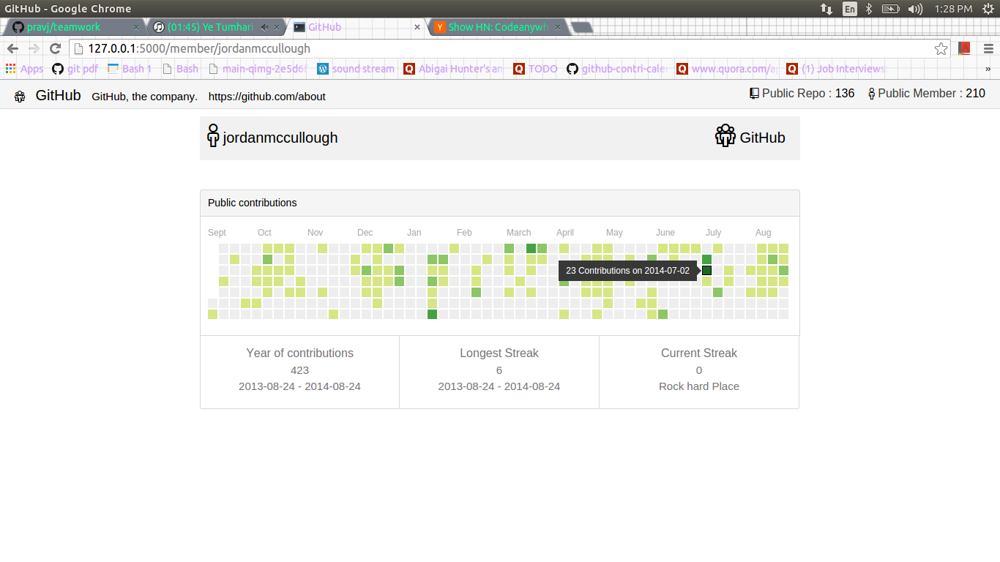 GitHub - Google Chrome En 1:28 PM
pravj/teamwork (01:45) Ye Tumhari GitHub Show HN: Codeanywh
127.0.0.1:5000/member/jordanmccullough
Apps git pdf Bash 1 Bash main-qimg-2e5d6f sound stream Abigai Hunter's an TODO github-contri-cale www.quora.com/a (1) Job Interviews: »
GitHub GitHub, the company. https://github.com/about Public Repo : 136 Public Member : 210
jordanmccullough GitHub
Public contributions
Sept Oct Nov Dec Jan Feb March April May June July Aug
23 Contributions on 2014-07-02
Year of contributions Longest Streak Current Streak
423 6 0
2013-08-24 - 2014-08-24 2013-08-24 - 2014-08-24 Rock hard Place